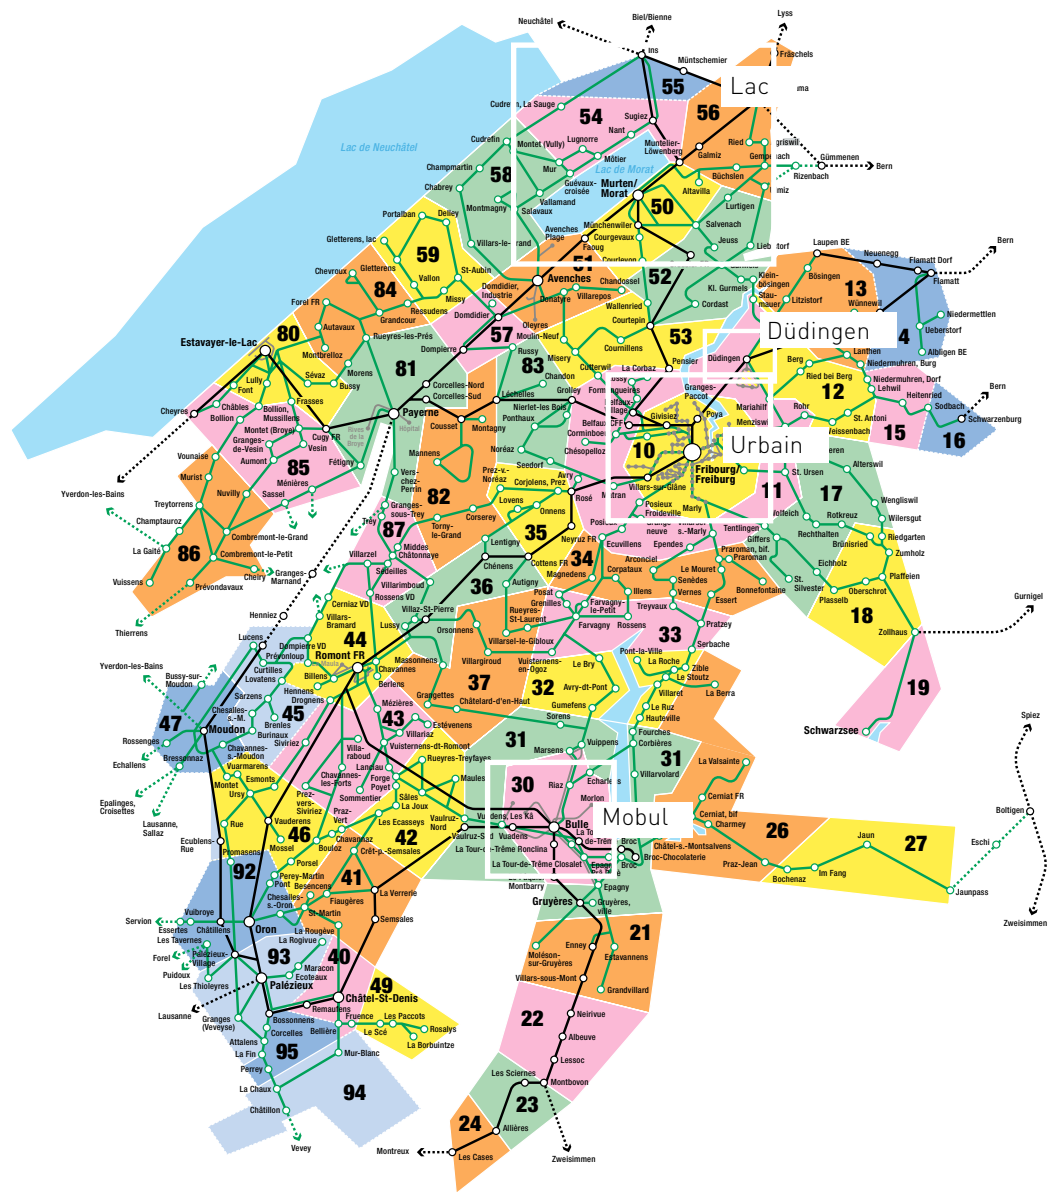 Neuchâtel
Biel/Bienne
Lyss
Ins
Müntschemier
Fräschels
55
Lac
Cudrefin, La Sauge
54
56
Sugiez
Nant
Lac de Neuchâtel
Cudrefin
Lugnorre
Montet (Vully)
Muntelier-
Löwenberg
Ried
Galmiz
Gümmenen
Bern
Champmartin
58
Mur
Môtier
Lac de Morat
Büchslen
Rizenbach
Guévaux-
croisée
Murten/
Morat
Altavilla
Chabrey
Vallamand
Lurtigen
Montmagny
Salavaux
50
Portalban
Delley
Münchenwiler
Salvenach
Gletterens, lac
Avenches
Plage
Courgevaux
Jeuss
Faoug
Villars-le-Grand
Laupen BE
Neuenegg
Bern
59
Flamatt Dorf
Flamatt
Chevroux
Gletterens
Vallon
St-Aubin
51
Avenches
Chandossel
52
Kl. Gurmels
Klein-
bösingen
Bösingen
13
84
Domdidier,
Industrie
Donatyre
Villarepos
Stau-
mauer
Litzistorf
Wünnewil
Forel FR
Missy
Wallenried
Cordast
Niedermettlen
Ressudens
Domdidier
Grandcour
Oleyres
Courtepin
Ueberstorf
Autavaux
57
Moulin-Neuf
53
Düdingen
4
80
Rueyres-les-Prés
Estavayer-le-Lac
Dompierre
Russy
Cournillens
Misery
Pensier
Düdingen
Albligen BE
Montbrelloz
81
83
Cutterwil
La Corbaz
Berg
Niedermuhren, Burg
Morens
Sévaz
Bussy
Chandon
Ried bei Berg
Niedermuhren, Dorf
Lully
Font
Corcelles-Nord
Corcelles-Sud
Léchelles
Grolley
Granges-
Paccot
12
Lehwil
Heitenried
Bern
Cheyres
Châbles
Frasses
Payerne
Nierlet-les Bois
Givisiez
Poya
Mariahilf
Rohr
Sodbach
Bollion
Bollion,
Mussillens
Cousset
Montagny
Ponthaux
St. Antoni
Schwarzenburg
Montet (Broye)
Cugy FR
Rives
de la
Broye
Hôpital
Corminboeuf
Urbain
Weissenbach
15
16
Granges-
de-Vesin
Vesin
Mannens
Noréaz
Chésopelloz
10
Vounaise
Aumont
85
Fétigny
Seedorf
Fribourg/
Freiburg
Alterswil
Murist
Ménières
Vers-
chez-
Perrin
82
Prez-v.-
Noréaz
Avry
Villars-sur-Glâne
11
St. Ursen
17
Yverdon-les-Bains
Nuvilly
Sassel
Corjolens, Prez
Rosé
Matran
Wengliswil
Treytorrens
Lovens
Posieux
Froideville
Marly
Granges-
sous-Trey
Corserey
Onnens
Wilersgut
Champtauroz
Trey
87
Torny-
le-Grand
35
Rotkreuz
Tentlingen
Rechthalten
Giffers
Riedgarten
La Gaité
86
Combremont-le-Grand
Combremont-le-Petit
Middes
Châtonnaye
Lentigny
Neyruz FR
Ecuvillens
Ependes
Brünisried
Zumholz
Villarzel
34
Praroman, bif.
Praroman
Eichholz
Vuissens
Cheiry
Granges-
Marnand
Sédeilles
36
Chénens
Cottens FR
Arconciel
Le Mouret
Plaffeien
Prévondavaux
Villarimboud
Autigny
Magnedens
Corpataux
Senèdes
Bonnefontaine
St.
Silvester
Oberschrot
Rossens VD
Posat
Illens
Vernes
Plasselb
Cerniaz VD
Villaz-St-Pierre
Rueyres-
St-Laurent
Grenilles
Farvagny-
le-Petit
Essert
18
Gurnigel
Henniez
Villars-
Bramard
Treyvaux
Thierrens
Lussy
Orsonnens
Farvagny
Rossens
Pratzey
Zollhaus
Lucens
44
Villarsel-le-Gibloux
33
Dompierre VD
Romont FR
Serbache
Yverdon-les-Bains
Prévonloup
Massonnens
Villargiroud
Vuisternens-
en-Ogoz
Le Bry
Pont-la-Ville
La Roche
Zible
Curtilles
Chavannes
Bussy-sur-
Moudon
Lovatens
Billens
Berlens
37
Le Stoutz
19
Hennens
32
Avry-dt-Pont
Villaret
La Berra
Sarzens
Drognens
Grangettes
Châtelard-d'en-Haut
Mézières
45
Gumefens
Le Ruz
47
Chesalles-
s.-M.
Brenles
43
Sorens
Hauteville
Spiez
Moudon
Burinaux
Siviriez
Estévenens
Villariaz
31
Fourches
Schwarzsee
Rossenges
Chavannes-
s.-Moudon
Villa-
raboud
Vuisternens-dt-Romont
Marsens
Vuippens
Corbières
Echallens
Bressonnaz
Vuarmarens
Rueyres-Treyfayes
31
La Valsainte
Lanciau
Esmonts
Chavannes-
les-Forts
Forge
Poyet
Maules
30
Riaz
Echarlens
Villarvolard
Montet
Ursy
Sommentier
Sâles
Morlon
Cerniat FR
Epalinges,
Croisettes
Prez-
vers-
Siviriez
La Joux
Praz-
Vert
Les Ecasseys
Mobul
Cerniat, bif
Boltigen
Lausanne,
Sallaz
Rue
Vauderens
Vaulruz-
Nord
Bulle
Charmey
46
42
Vaulruz-Sud
Vuadens
26
Jaun
27
Ecublens-
Rue
Mossel
Bouloz
Chavannaz
La Tour-de-Trême Ronclina
Broc
Châtel-s.-Montsalvens
Eschi
Promasens
Crêt-p.-Semsales
Broc-Chocolaterie
92
Porsel
La Tour-de-Trême Closalet
Praz-Jean
Im Fang
Perey-Martin
Pont
41
Bochenaz
Besencens
La Verrerie
Montbarry
Epagny
Jaunpass
Chesalles-
s.-Oron
Fiaugères
Gruyères
Gruyères,
ville
Vuibroye
St-Martin
Servion
Essertes
Châtillens
Oron
Semsales
21
Zweisimmen
Les Tavernes
La Rogivue
La Rougève
Enney
Forel
Palézieux-
Village
93
40
Moléson-
sur-Gruyères
Estavannens
Puidoux
Maracon
Ecoteaux
Les Thioleyres
Palézieux
49
Villars-sous-Mont
Châtel-St-Denis
Grandvillard
Lausanne
Remaufens
Granges
(Veveyse)
Bossonnens
Fruence
Les Paccots
22
Neirivue
Corcelles
Bellière
Le Scé
Rosalys
Attalens
La Borbuintze
Albeuve
La Fin
95
Mur-Blanc
Lessoc
Perrey
Les Sciernes
Montbovon
La Chaux
94
23
Châtillon
24
Allières
Vevey
Montreux
Les Cases
Zweisimmen